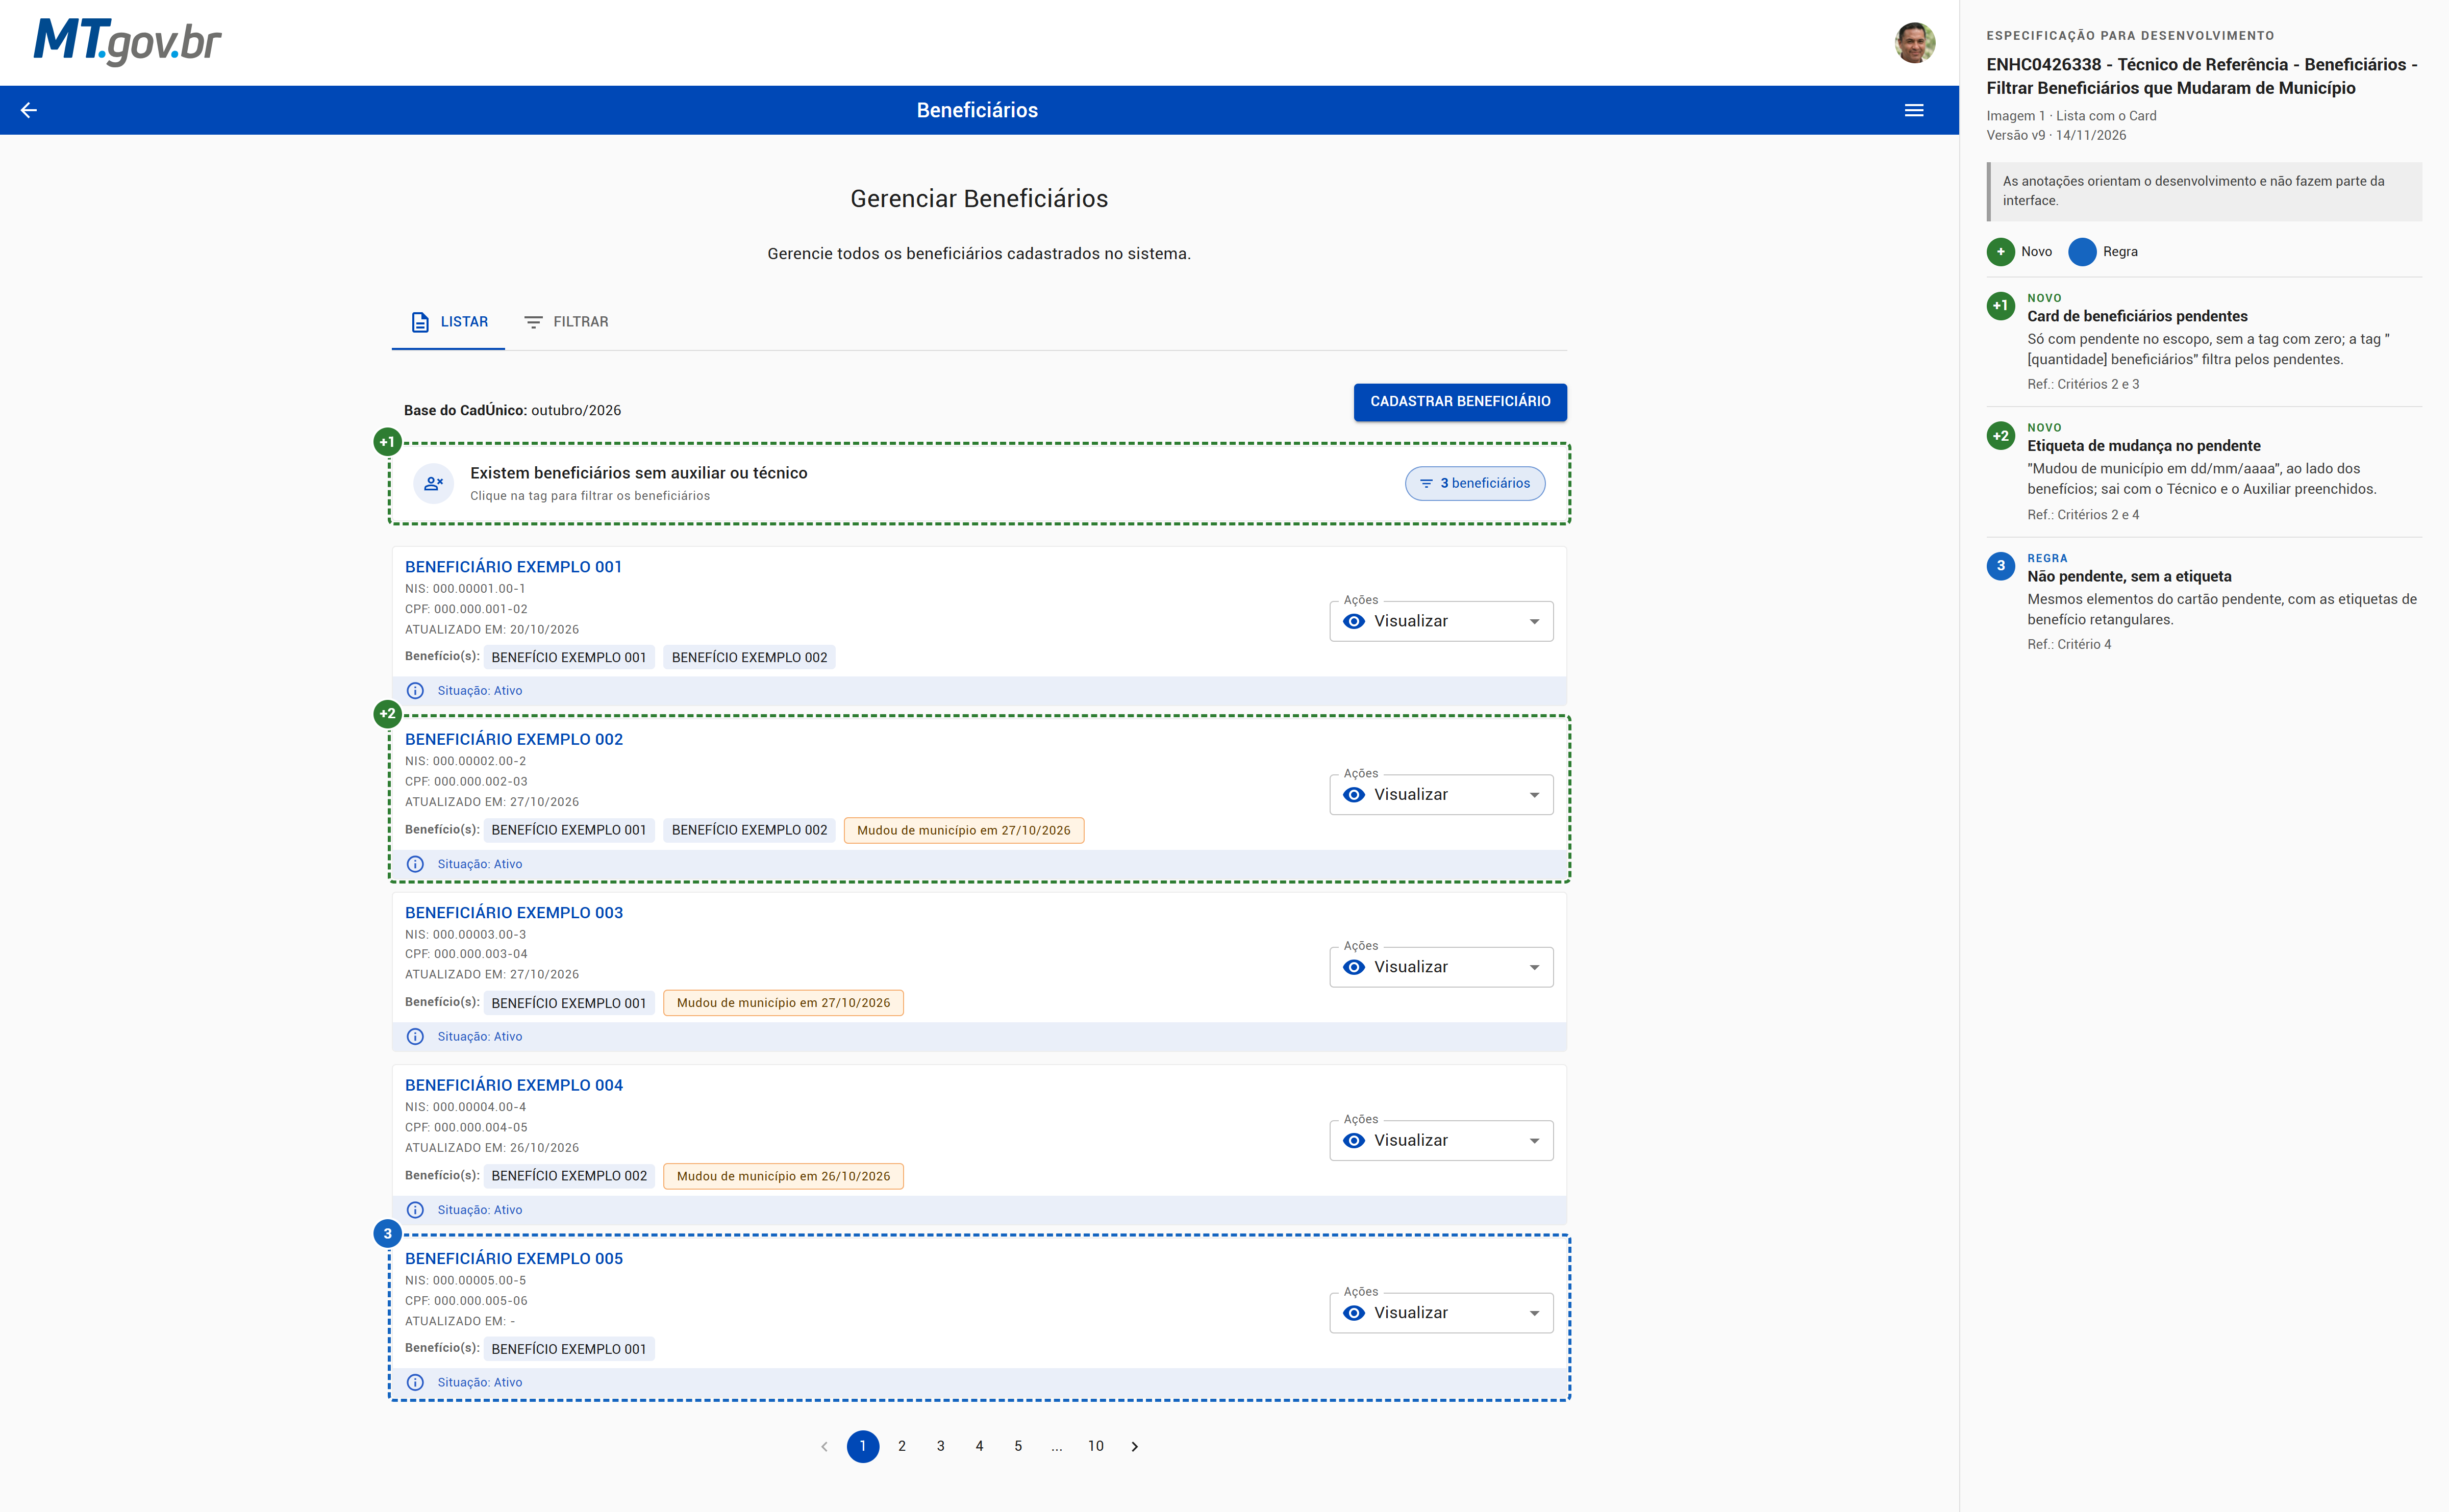 MT.gov.br
Beneficiários
Gerenciar Beneficiários
Gerencie todos os beneficiários cadastrados no sistema.
LISTAR
FILTRAR
Base do CadÚnico: outubro/2026
CADASTRAR BENEFICIÁRIO
+1
Existem beneficiários sem auxiliar ou técnico
Clique na tag para filtrar os beneficiários
3 beneficiários
BENEFICIÁRIO EXEMPLO 001
NIS: 000.00001.00-1
CPF: 000.000.001-02
ATUALIZADO EM: 20/10/2026
Benefício(s): BENEFÍCIO EXEMPLO 001 BENEFÍCIO EXEMPLO 002
Ações
Visualizar
Situação: Ativo
+2
BENEFICIÁRIO EXEMPLO 002
NIS: 000.00002.00-2
CPF: 000.000.002-03
ATUALIZADO EM: 27/10/2026
Benefício(s): BENEFÍCIO EXEMPLO 001 BENEFÍCIO EXEMPLO 002 Mudou de município em 27/10/2026
Ações
Visualizar
Situação: Ativo
BENEFICIÁRIO EXEMPLO 003
NIS: 000.00003.00-3
CPF: 000.000.003-04
ATUALIZADO EM: 27/10/2026
Benefício(s): BENEFÍCIO EXEMPLO 001 Mudou de município em 27/10/2026
Ações
Visualizar
Situação: Ativo
BENEFICIÁRIO EXEMPLO 004
NIS: 000.00004.00-4
CPF: 000.000.004-05
ATUALIZADO EM: 26/10/2026
Benefício(s): BENEFÍCIO EXEMPLO 002 Mudou de município em 26/10/2026
Ações
Visualizar
Situação: Ativo
3
BENEFICIÁRIO EXEMPLO 005
NIS: 000.00005.00-5
CPF: 000.000.005-06
ATUALIZADO EM: -
Benefício(s): BENEFÍCIO EXEMPLO 001
Ações
Visualizar
Situação: Ativo
1 2 3 4 5 ... 10
ESPECIFICAÇÃO PARA DESENVOLVIMENTO
ENHC0426338 - Técnico de Referência - Beneficiários -
Filtrar Beneficiários que Mudaram de Município
Imagem 1 · Lista com o Card
Versão v9 · 14/11/2026
As anotações orientam o desenvolvimento e não fazem parte da
interface.
+ Novo Regra
+1 NOVO
Card de beneficiários pendentes
Só com pendente no escopo, sem a tag com zero; a tag "
[quantidade] beneficiários" filtra pelos pendentes.
Ref.: Critérios 2 e 3
+2 NOVO
Etiqueta de mudança no pendente
"Mudou de município em dd/mm/aaaa", ao lado dos
benefícios; sai com o Técnico e o Auxiliar preenchidos.
Ref.: Critérios 2 e 4
3 REGRA
Não pendente, sem a etiqueta
Mesmos elementos do cartão pendente, com as etiquetas de
benefício retangulares.
Ref.: Critério 4